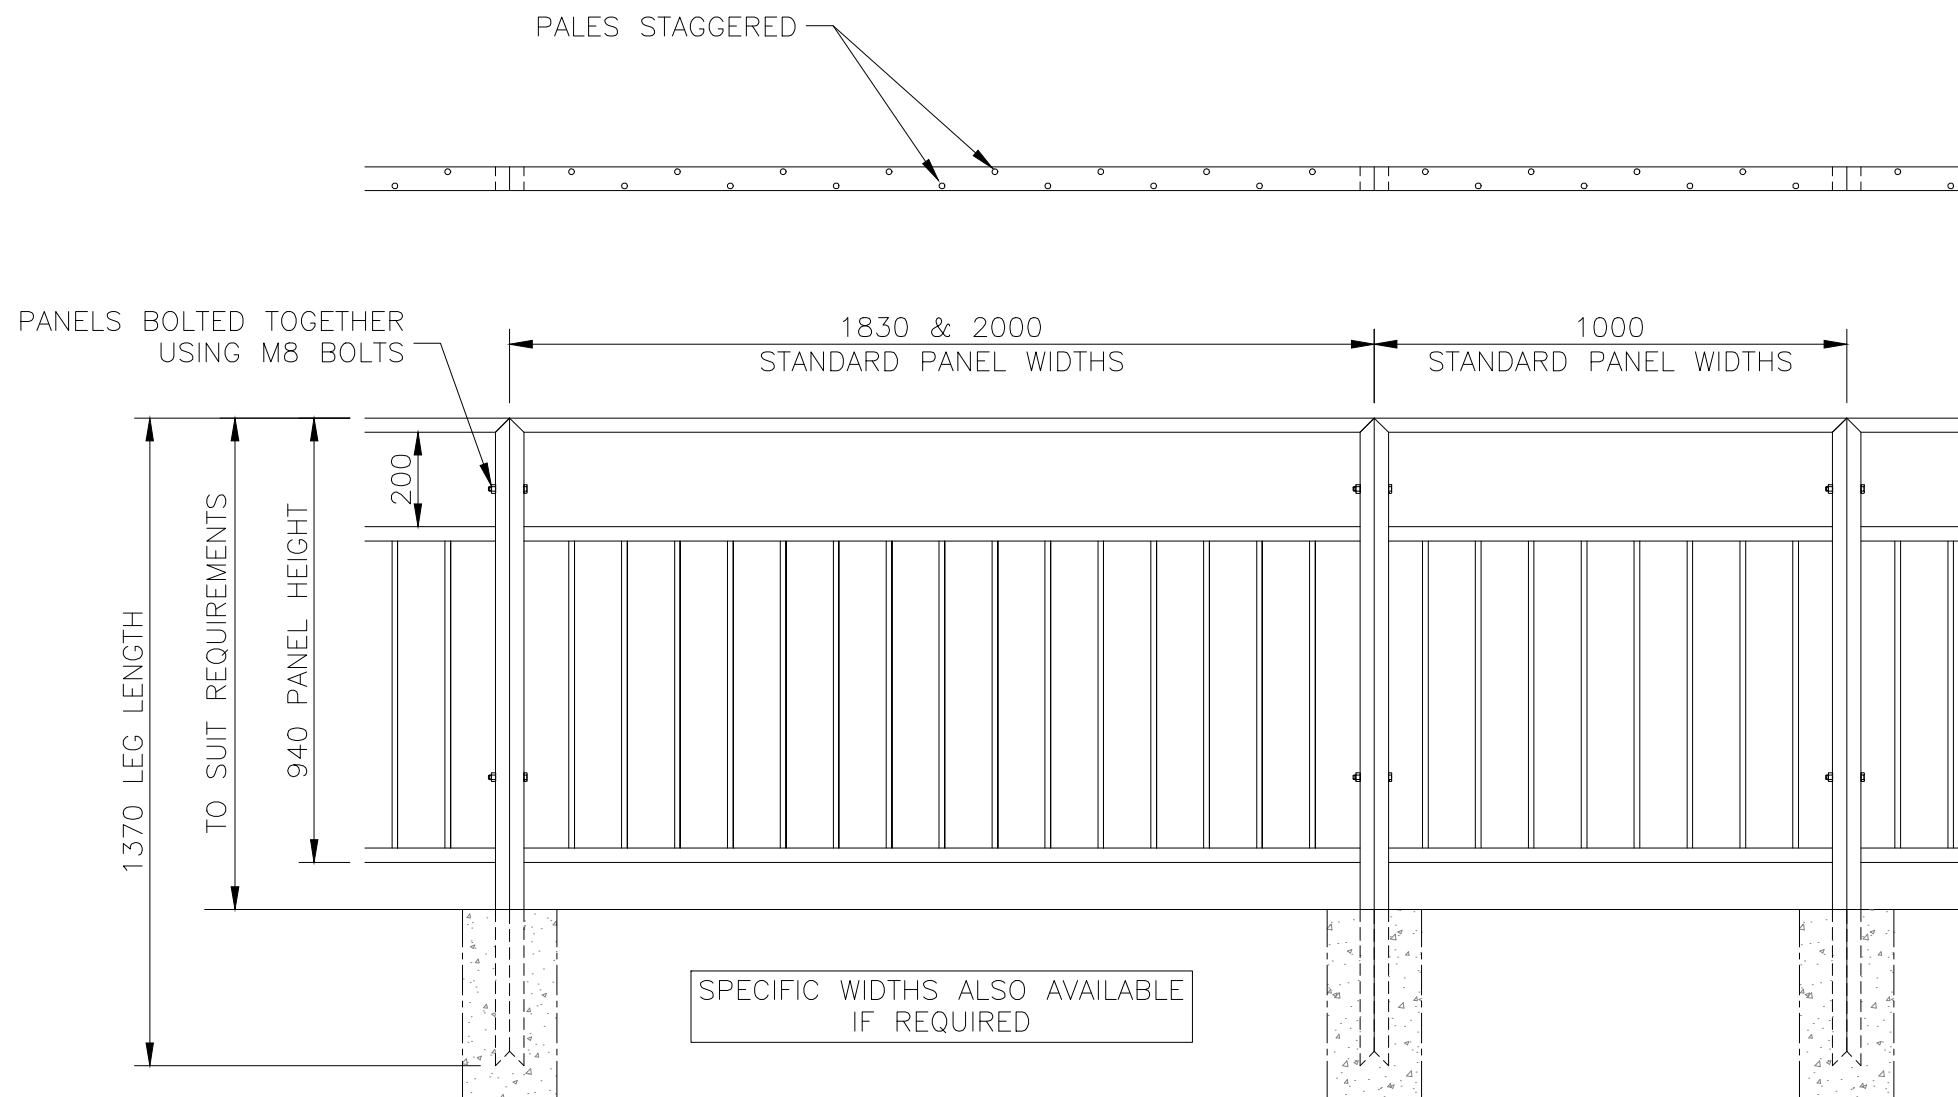 PALES STAGGERED
PANELS BOLTED TOGETHER
USING M8 BOLTS
1830 & 2000
STANDARD PANEL WIDTHS
1000
STANDARD PANEL WIDTHS
200
1370 LEG LENGTH
TO SUIT REQUIREMENTS
940 PANEL HEIGHT
SPECIFIC WIDTHS ALSO AVAILABLE
IF REQUIRED